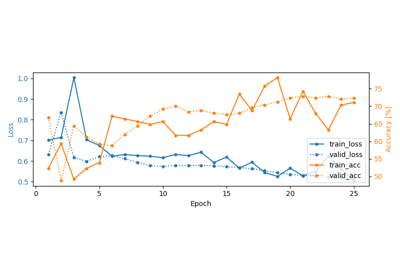 1.0
0.9
0.8
0.7
0.6
0.5
Loss
75
70
65
60
55
50
Accuracy [%]
train_loss
valid_loss
train_acc
valid_acc
0 5 10 15 20 25
Epoch